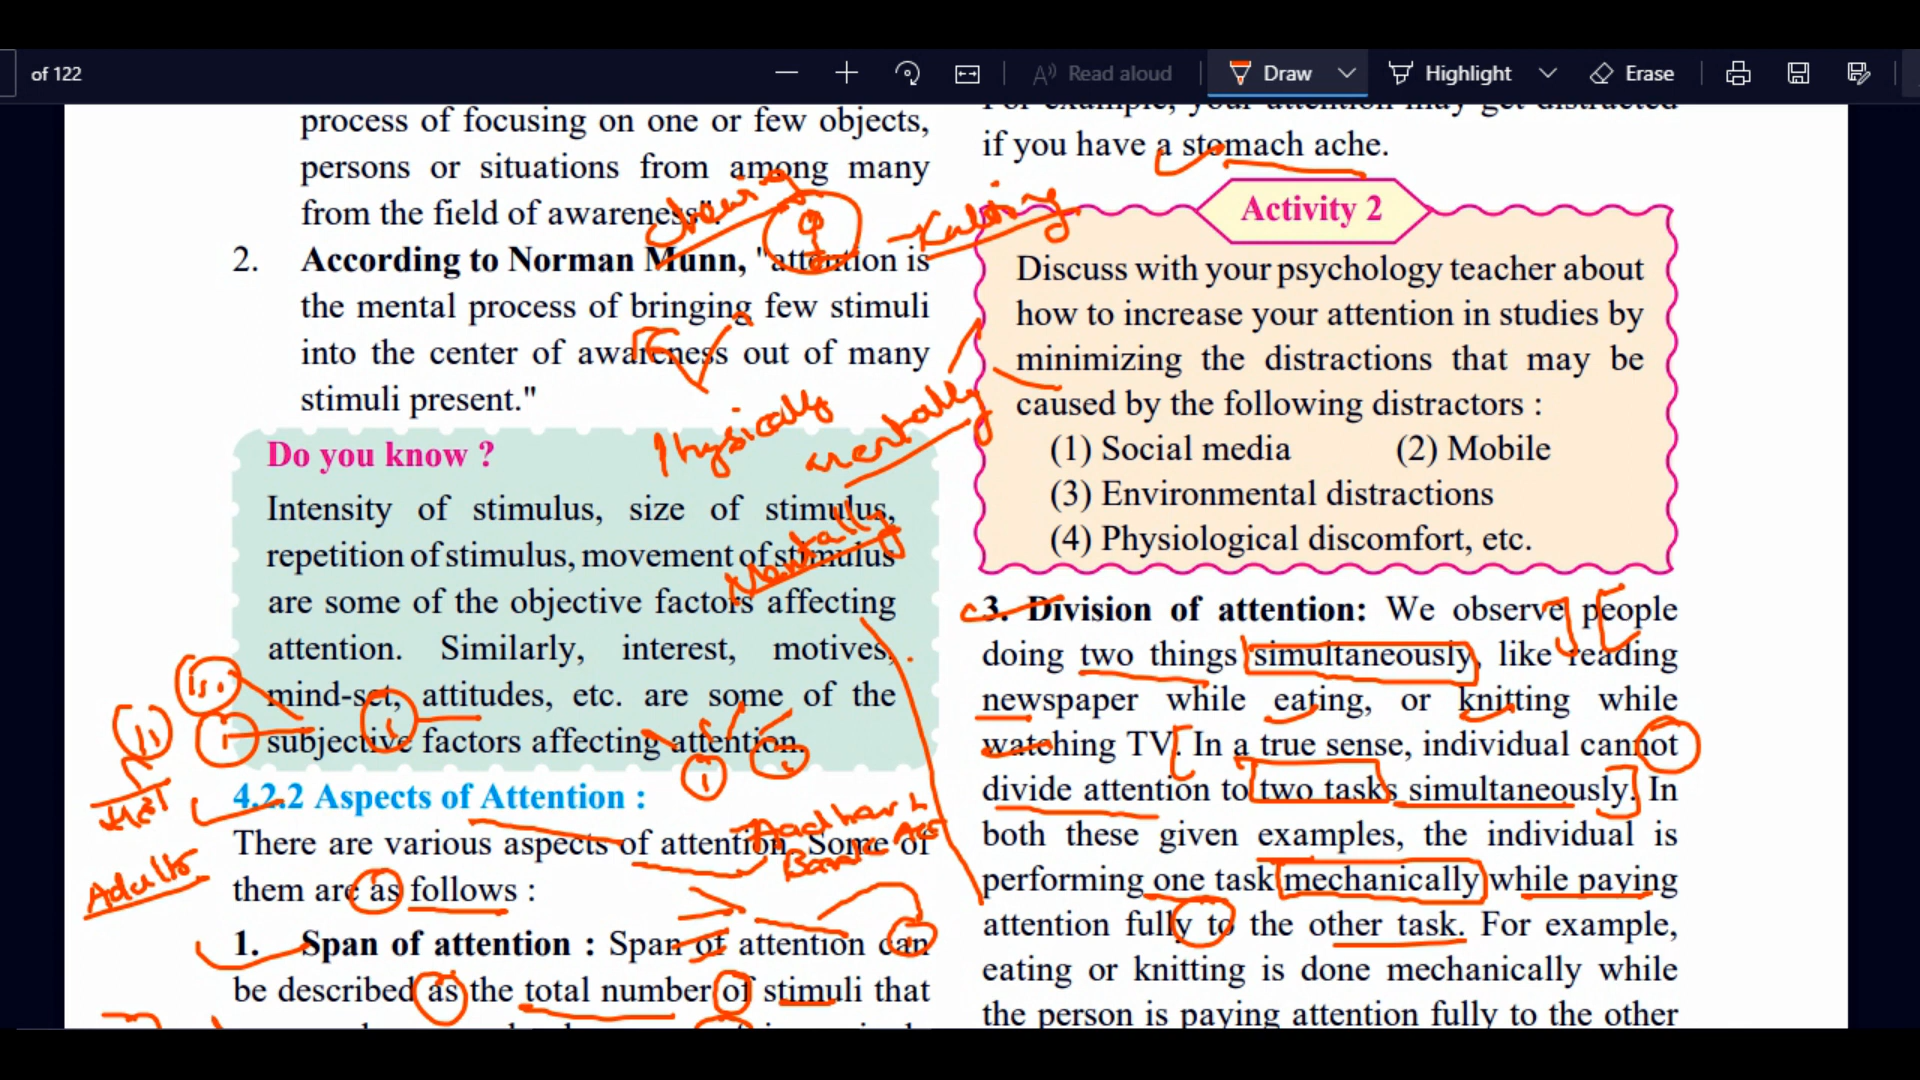 of 122
Read aloud
Draw
Highlight
Erase
process of focusing on one or few objects,
persons or situations from among many
from the field of awareness".
2. According to Norman Munn, "attention is
the mental process of bringing few stimuli
into the center of awareness out of many
stimuli present."
Do you know ?
Intensity of stimulus, size of stimulus,
repetition of stimulus, movement of stimulus
are some of the objective factors affecting
attention. Similarly, interest, motives,
mind-set, attitudes, etc. are some of the
subjective factors affecting attention.
4.2.2 Aspects of Attention :
There are various aspects of attention. Some of
them are as follows :
1. Span of attention : Span of attention can
be described as the total number of stimuli that
Physically
mentally
Mentally
Aadhar
Bank Acc
Adults
For example, your attention may get distracted
if you have a stomach ache.
Activity 2
Discuss with your psychology teacher about
how to increase your attention in studies by
minimizing the distractions that may be
caused by the following distractors :
(1) Social media (2) Mobile
(3) Environmental distractions
(4) Physiological discomfort, etc.
3. Division of attention: We observe people
doing two things simultaneously, like reading
newspaper while eating, or knitting while
watching TV. In a true sense, individual cannot
divide attention to two tasks simultaneously. In
both these given examples, the individual is
performing one task mechanically while paying
attention fully to the other task. For example,
eating or knitting is done mechanically while
the person is paying attention fully to the other